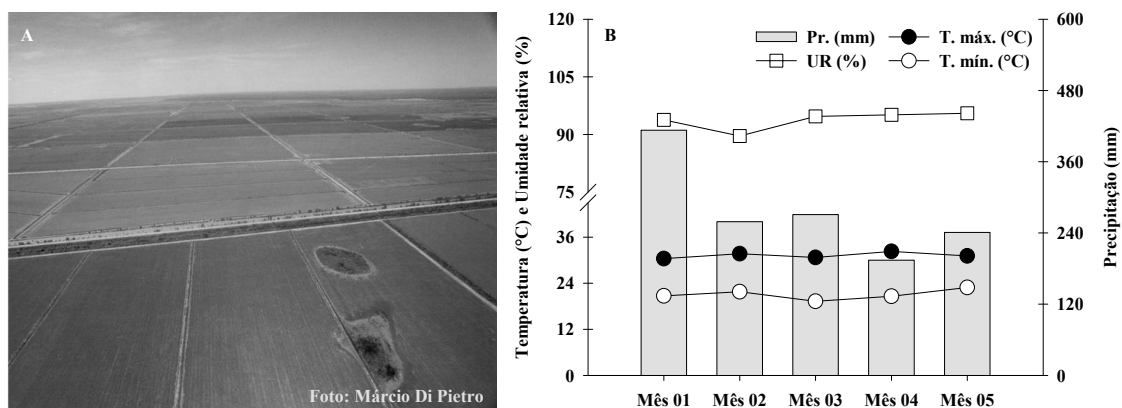 A
Foto: Márcio Di Pietro
B
Pr. (mm)
T. máx. (°C)
UR (%)
T. mín. (°C)
Temperatura (°C) e Umidade relativa (%)
120
105
90
75
36
24
12
0
Precipitação (mm)
600
480
360
240
120
0
Mês 01 Mês 02 Mês 03 Mês 04 Mês 05